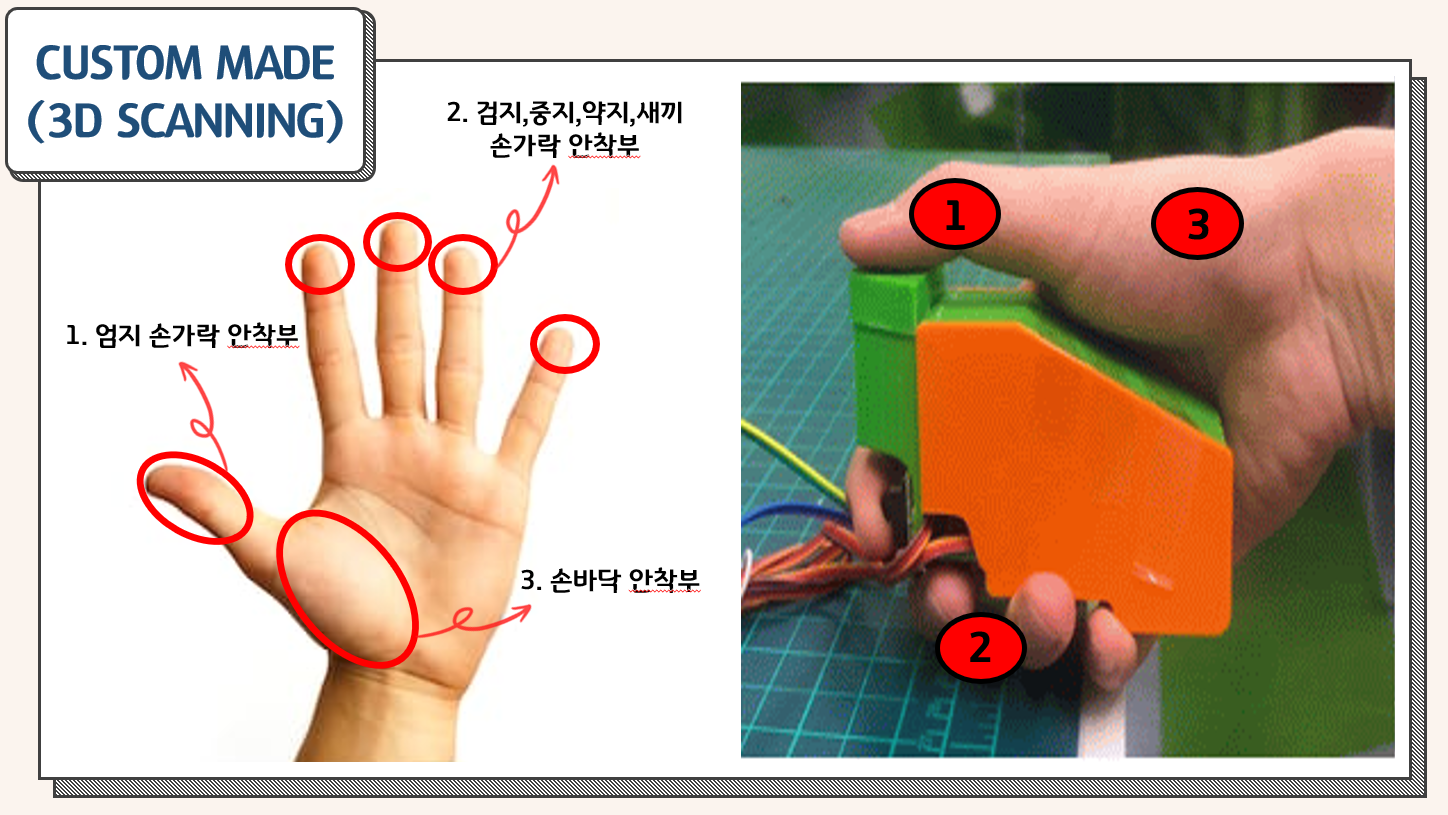 CUSTOM MADE
(3D SCANNING)
2. 검지,중지,약지,새끼
손가락 안착부
1. 엄지 손가락 안착부
3. 손바닥 안착부
1
3
2